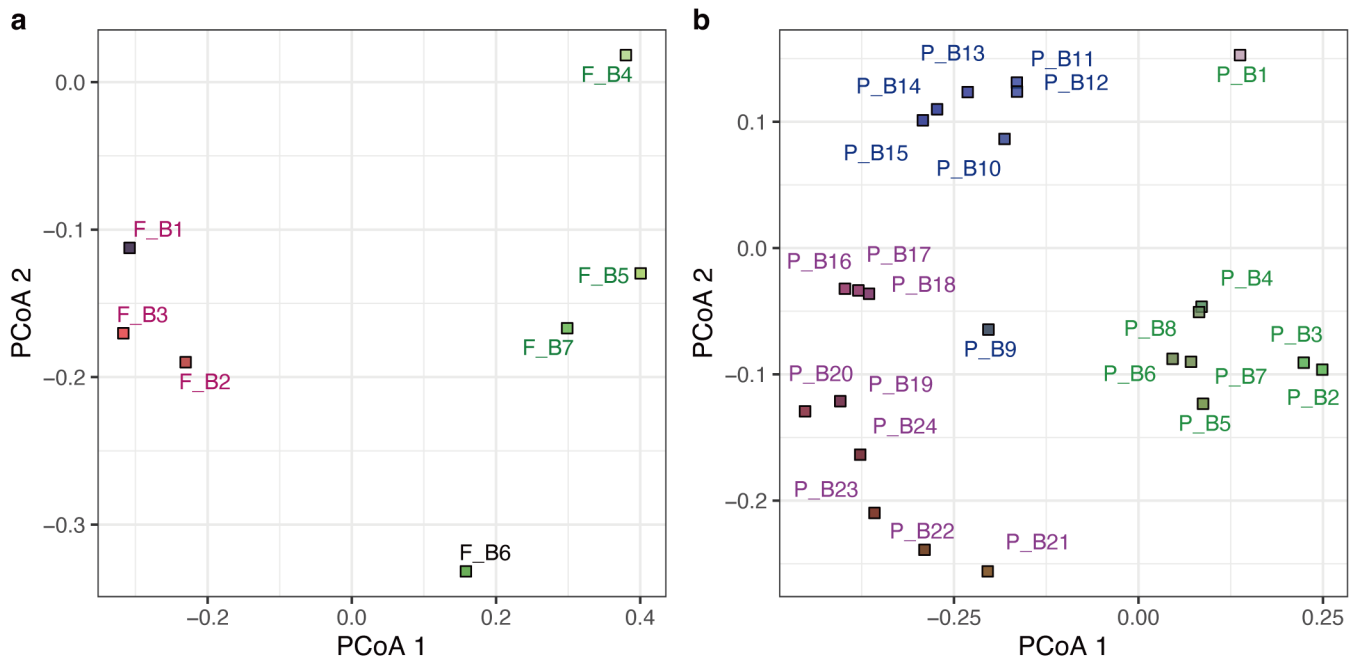 a
0.0
−0.1
−0.2
−0.3
−0.2
0.0
0.2
0.4
PCoA 1
PCoA 2
F_B4
F_B1
F_B5
F_B3
F_B7
F_B2
F_B6
b
0.1
0.0
−0.1
−0.2
−0.25
0.00
0.25
PCoA 1
PCoA 2
P_B13
P_B11
P_B1
P_B14
P_B12
P_B15
P_B10
P_B17
P_B16
P_B18
P_B4
P_B8
P_B3
P_B9
P_B6
P_B7
P_B20
P_B19
P_B2
P_B5
P_B24
P_B23
P_B22
P_B21